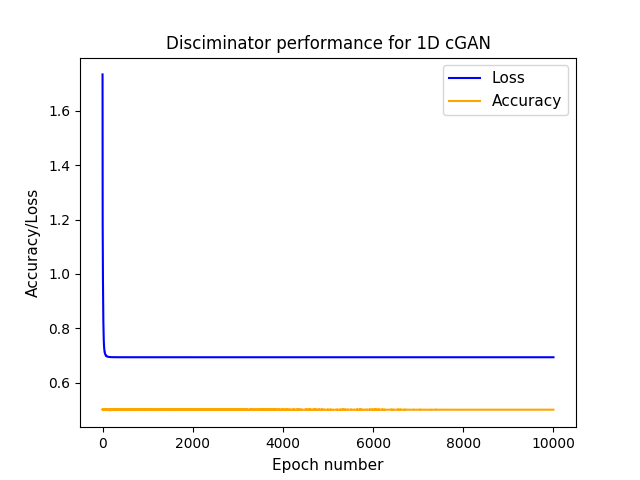 Disciminator performance for 1D cGAN
Loss
Accuracy
1.6
1.4
1.2
1.0
0.8
0.6
Accuracy/Loss
0
2000
4000
6000
8000
10000
Epoch number